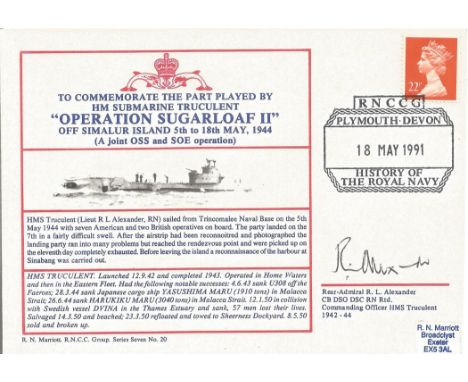 TO COMMEMORATE THE PART PLAYED BY
HM SUBMARINE TRUCULENT
"OPERATION SUGARLOAF II"
OFF SIMALUR ISLAND 5th to 18th MAY, 1944
(A joint OSS and SOE operation)
22P
R N C C G
PLYMOUTH · DEVON
18 MAY 1991
HISTORY OF
THE ROYAL NAVY
HMS Truculent (Lieut R L Alexander, RN) sailed from Trincomalee Naval Base on the 5th
May 1944 with seven American and two British operatives on board. The party landed on
the 7th in a fairly difficult swell. After the airstrip had been reconnoitred and photographed the
landing party ran into many problems but reached the rendezvous point and were picked up on
the eleventh day completely exhausted. Before leaving the island a reconnaissance of the harbour at
Sinabang was carried out.
HMS TRUCULENT. Launched 12.9.42 and completed 1943. Operated in Home Waters
and then in the Eastern Fleet. Had the following notable successes: 4.6.43 sunk U308 off the
Faeroes; 28.3.44 sank Japanese cargo ship YASUSHIMA MARU (1910 tons) in Malacca
Strait; 26.6.44 sank HARUKIKU MARU (3040 tons) in Malacca Strait. 12.1.50 in collision
with Swedish vessel DVINA in the Thames Estuary and sank, 57 men lost their lives.
Salvaged 14.3.50 and beached; 23.3.50 refloated and towed to Sheerness Dockyard. 8.5.50
sold and broken up.
Rear-Admiral R. L. Alexander
CB DSO DSC RN Rtd.
Commanding Officer HMS Truculent
1942 - 44
R. N. Marriott
Broadclyst
Exeter
EX5 3AL
R. N. Marriott. R.N.C.C. Group. Series Seven No. 20